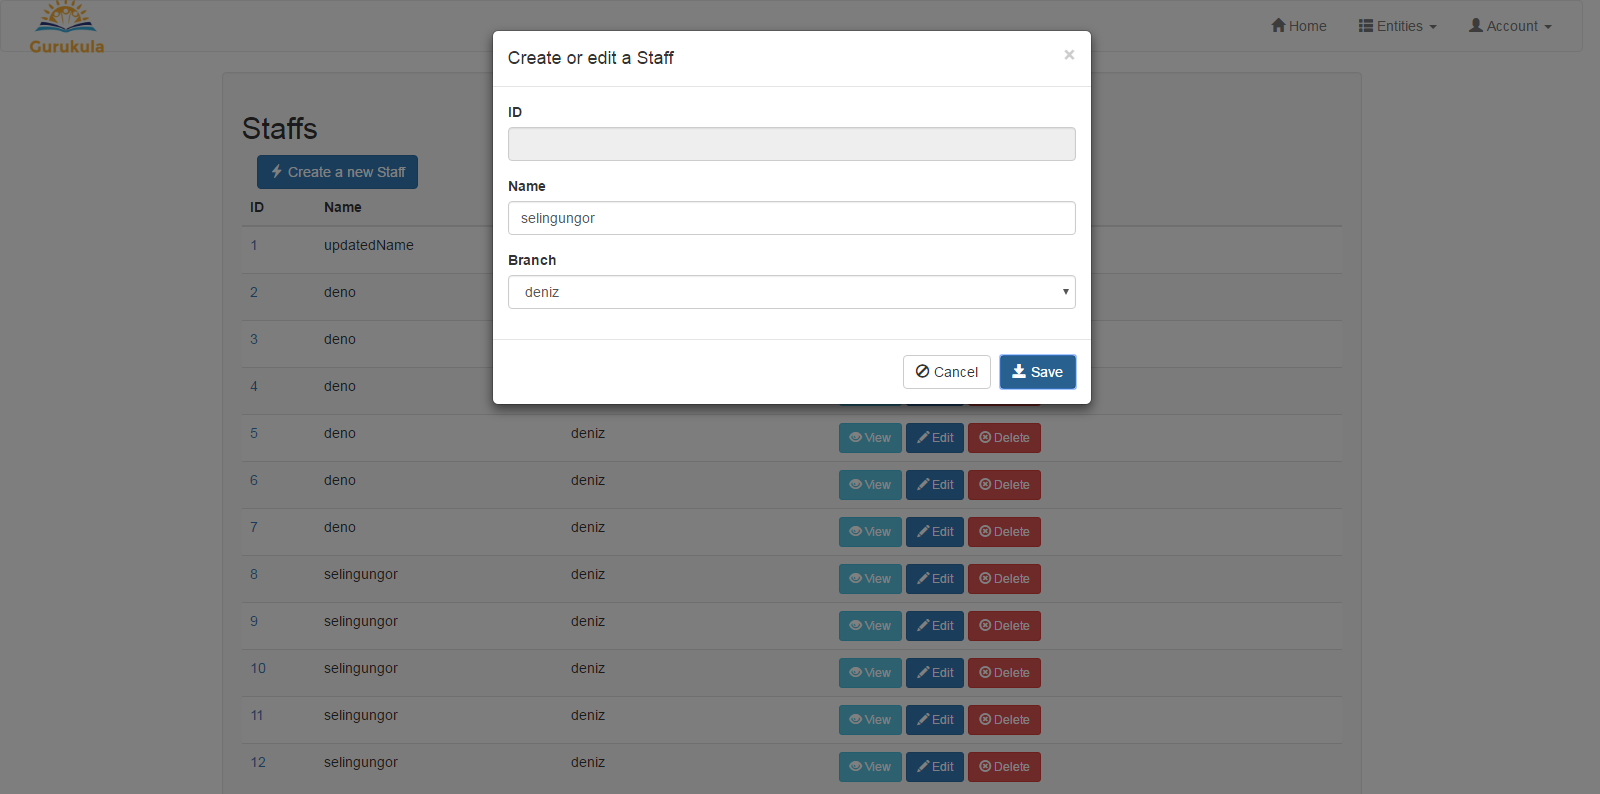 Gurukula
Home Entities Account
Create or edit a Staff ×
ID
Name
selingungor
Branch
deniz
Cancel Save
Staffs
Create a new Staff
ID Name
1 updatedName
2 deno
3 deno
4 deno
5 deno deniz View Edit Delete
6 deno deniz View Edit Delete
7 deno deniz View Edit Delete
8 selingungor deniz View Edit Delete
9 selingungor deniz View Edit Delete
10 selingungor deniz View Edit Delete
11 selingungor deniz View Edit Delete
12 selingungor deniz View Edit Delete